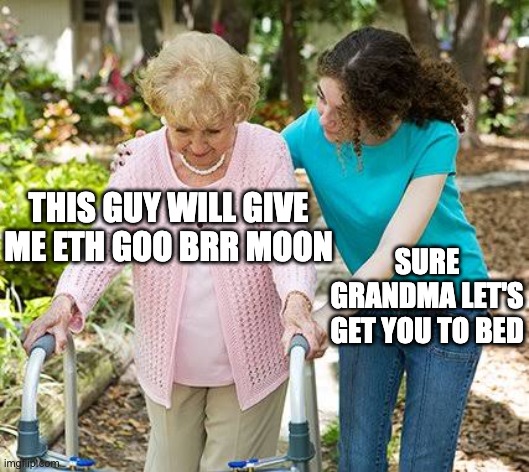 THIS GUY WILL GIVE
ME ETH GOO BRR MOON
SURE
GRANDMA LET'S
GET YOU TO BED
imgflip.com